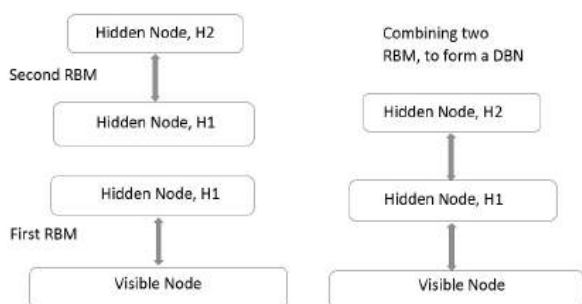 Hidden Node, H2
Second RBM
Hidden Node, H1
Hidden Node, H1
First RBM
Visible Node
Combining two
RBM, to form a DBN
Hidden Node, H2
Hidden Node, H1
Visible Node